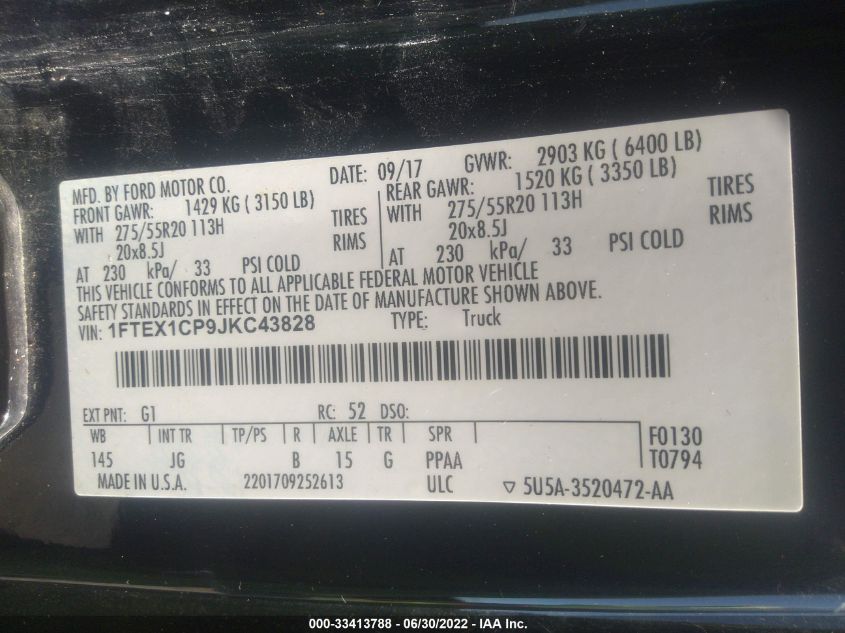 MFD. BY FORD MOTOR CO. DATE: 09/17 GVWR: 2903 KG ( 6400 LB)
FRONT GAWR: 1429 KG ( 3150 LB) REAR GAWR: 1520 KG ( 3350 LB)
WITH 275/55R20 113H TIRES WITH 275/55R20 113H TIRES
20x8.5J RIMS 20x8.5J RIMS
AT 230 kPa/ 33 PSI COLD AT 230 kPa/ 33 PSI COLD
THIS VEHICLE CONFORMS TO ALL APPLICABLE FEDERAL MOTOR VEHICLE
SAFETY STANDARDS IN EFFECT ON THE DATE OF MANUFACTURE SHOWN ABOVE.
VIN: 1FTEX1CP9JKC43828 TYPE: Truck
EXT PNT: G1 RC: 52 DSO:
WB INT TR TP/PS R AXLE TR SPR F0130
145 JG B 15 G PPAA T0794
MADE IN U.S.A. 2201709252613 ULC ▽ 5U5A-3520472-AA
000-33413788 - 06/30/2022 - IAA Inc.